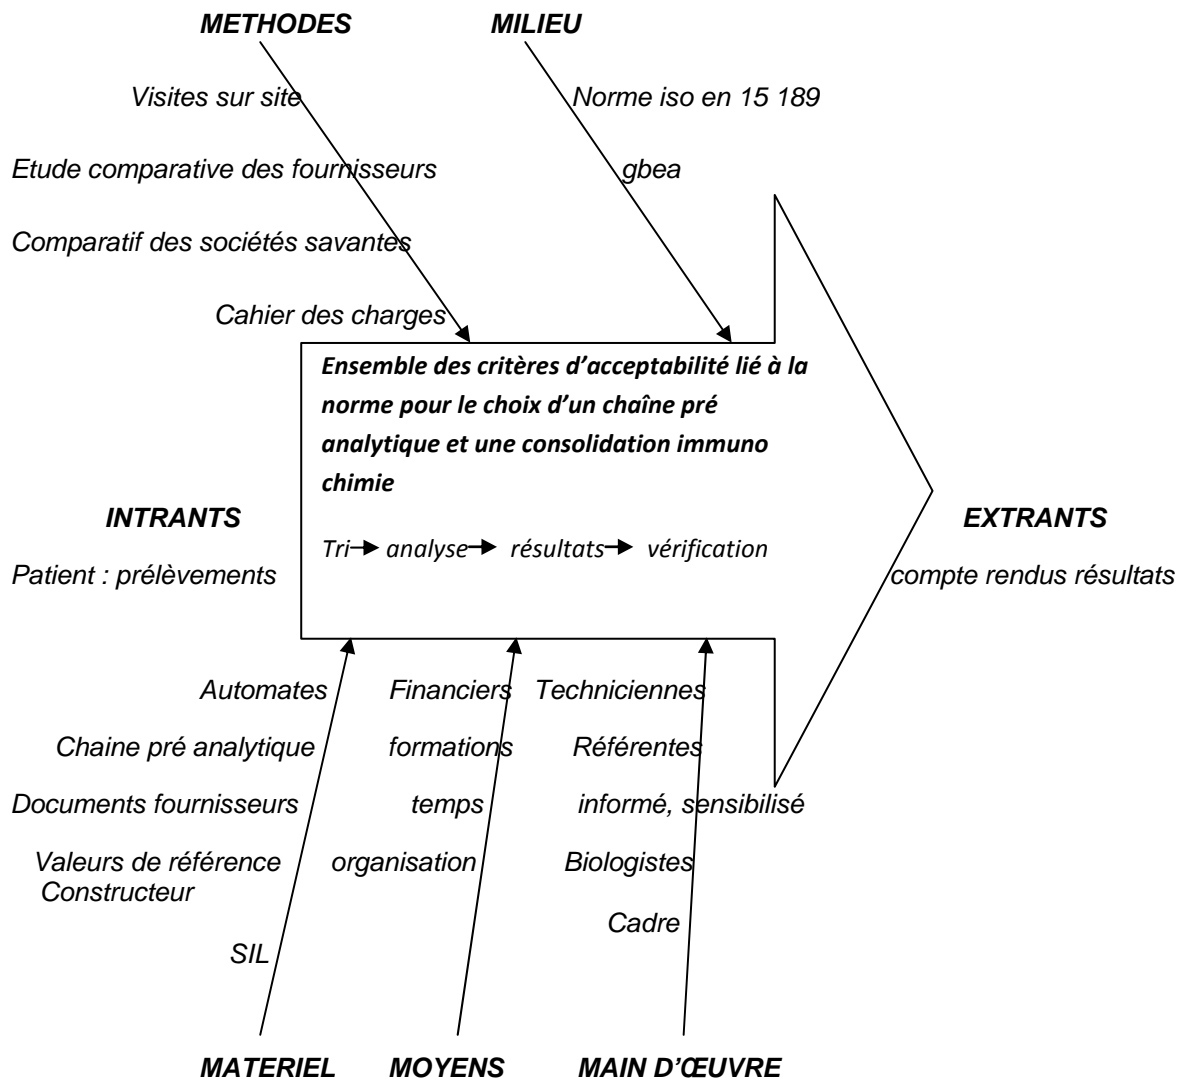 METHODES
MILIEU
Visites sur site
Norme iso en 15 189
Etude comparative des fournisseurs
gbea
Comparatif des sociétés savantes
Cahier des charges
Ensemble des critères d’acceptabilité lié à la
norme pour le choix d’un chaîne pré
analytique et une consolidation immuno
chimie
INTRANTS
EXTRANTS
Tri analyse résultats vérification
Patient : prélèvements
compte rendus résultats
Automates
Financiers
Techniciennes
Chaine pré analytique
formations
Référentes
Documents fournisseurs
temps
informé, sensibilisé
Valeurs de référence
Constructeur
organisation
Biologistes
Cadre
SIL
MATERIEL
MOYENS
MAIN D’ŒUVRE